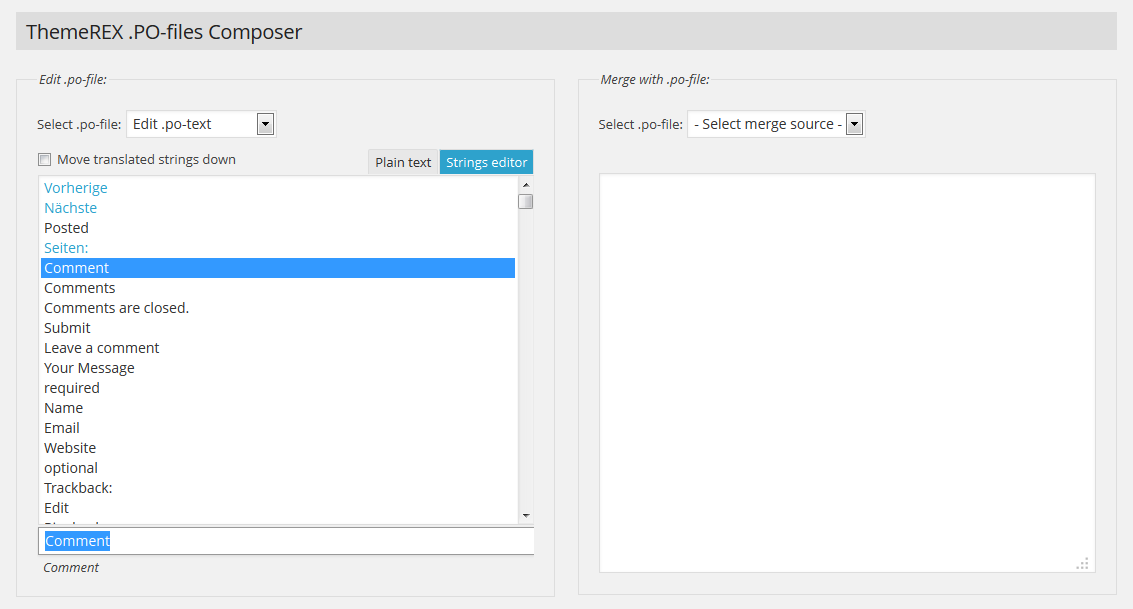 ThemeREX .PO-files Composer
Edit .po-file:
Select .po-file: Edit .po-text
Move translated strings down
Plain text Strings editor
Vorherige
Nächste
Posted
Seiten:
Comment
Comments
Comments are closed.
Submit
Leave a comment
Your Message
required
Name
Email
Website
optional
Trackback:
Edit
Comment
Comment
Merge with .po-file:
Select .po-file: - Select merge source -